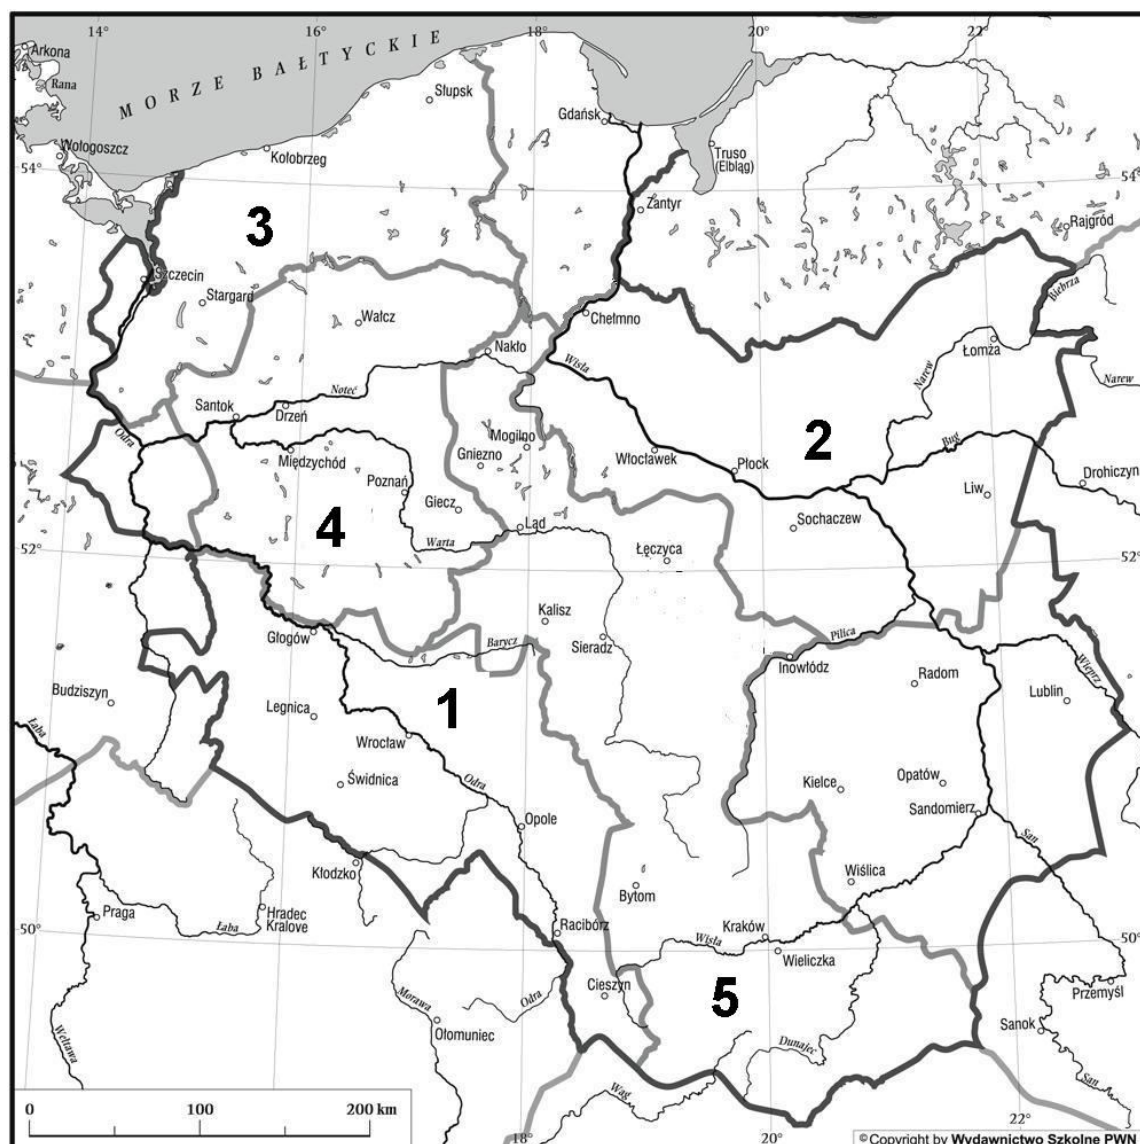 14°
16°
18°
20°
22°
Arkona
Rana
MORZE BAŁTYCKIE
Słupsk
Gdańsk
Wołogoszcz
Kołobrzeg
Truso
(Elbląg)
54°
54°
Zantyr
Rajgród
3
Szczecin
Stargard
Wałcz
Chełmno
Biebrza
Nakło
Wisła
Łomża
Narew
Narew
Noteć
Santok
Drzeń
Odra
Mogilno
2
Bug
Międzychód
Gniezno
Włocławek
Płock
52°
Drohiczyn
Poznań
Giecz
Liw
4
Ląd
Sochaczew
Warta
Łęczyca
52°
Kalisz
Głogów
Barycz
Sieradz
Pilica
Inowłódz
Wieprz
Radom
Budziszyn
Legnica
1
Lublin
Łaba
Wrocław
Świdnica
Odra
Kielce
Opatów
Sandomierz
Opole
San
Kłodzko
Wiślica
Bytom
Praga
Hradec
Kralove
Łaba
50°
Racibórz
Kraków
Wisła
50°
Wieliczka
Cieszyn
5
Morawa
Odra
Przemyśl
Ołomuniec
Sanok
Wełtawa
Dunajec
Wag
San
0
100
200 km
18°
20°
22°
©Copyright by Wydawnictwo Szkolne PWN